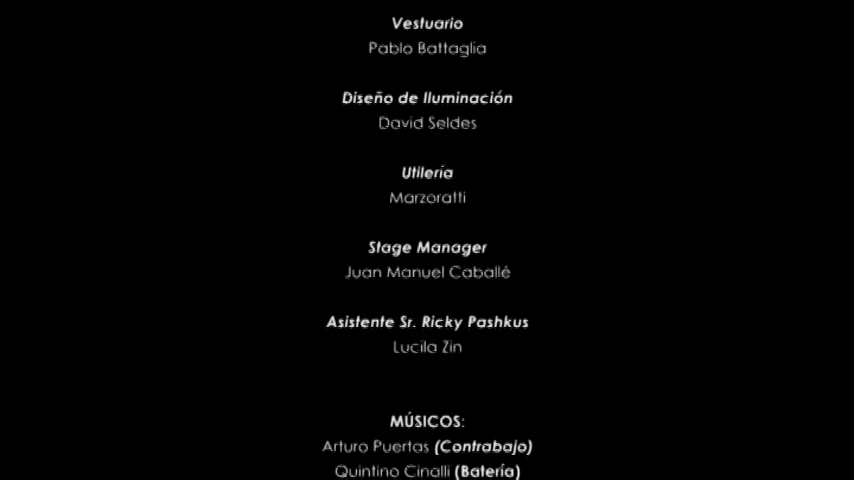 Vestuario
Pablo Battaglia
Diseño de Iluminación
David Seldes
Utilería
Marzoratti
Stage Manager
Juan Manuel Caballé
Asistente Sr. Ricky Pashkus
Lucila Zin
MÚSICOS:
Arturo Puertas (Contrabajo)
Quintino Cinalli (Batería)